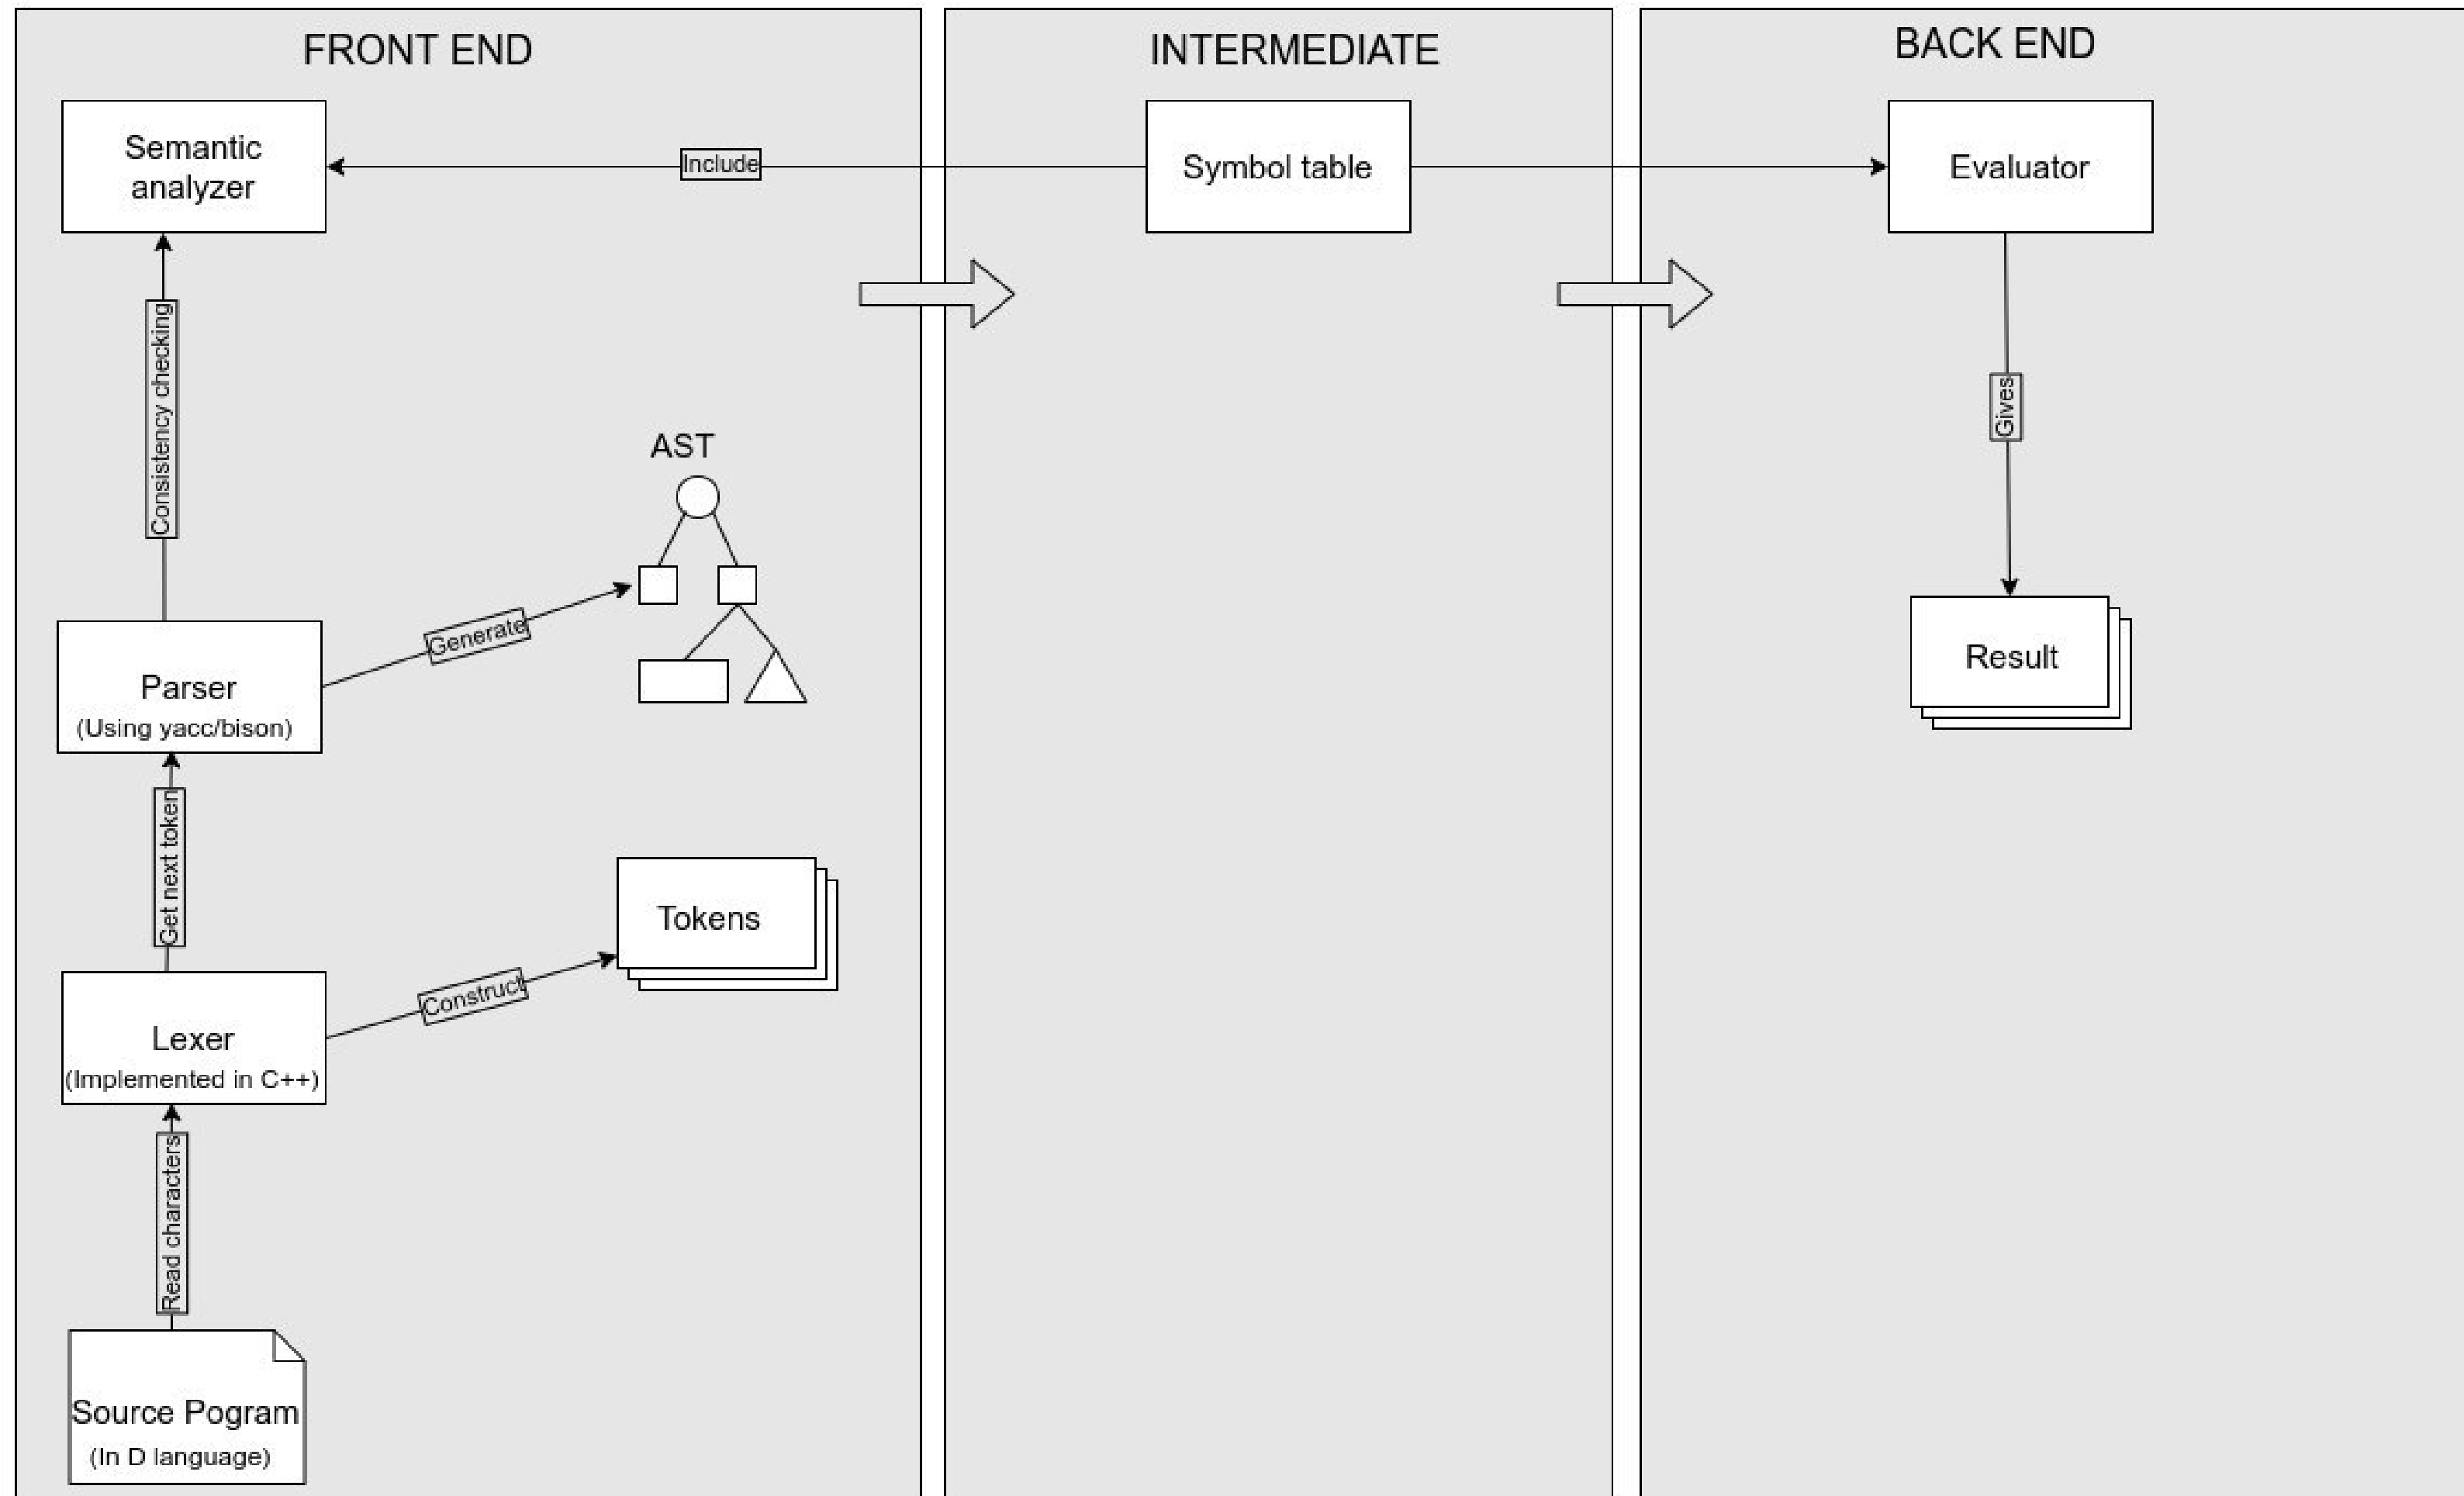 FRONT END
INTERMEDIATE
BACK END
Semantic
analyzer
Include
Symbol table
Evaluator
Consistency checking
Gives
AST
Generate
Result
Parser
(Using yacc/bison)
Get next token
Tokens
Construct
Lexer
(Implemented in C++)
Read characters
Source Pogram
(In D language)